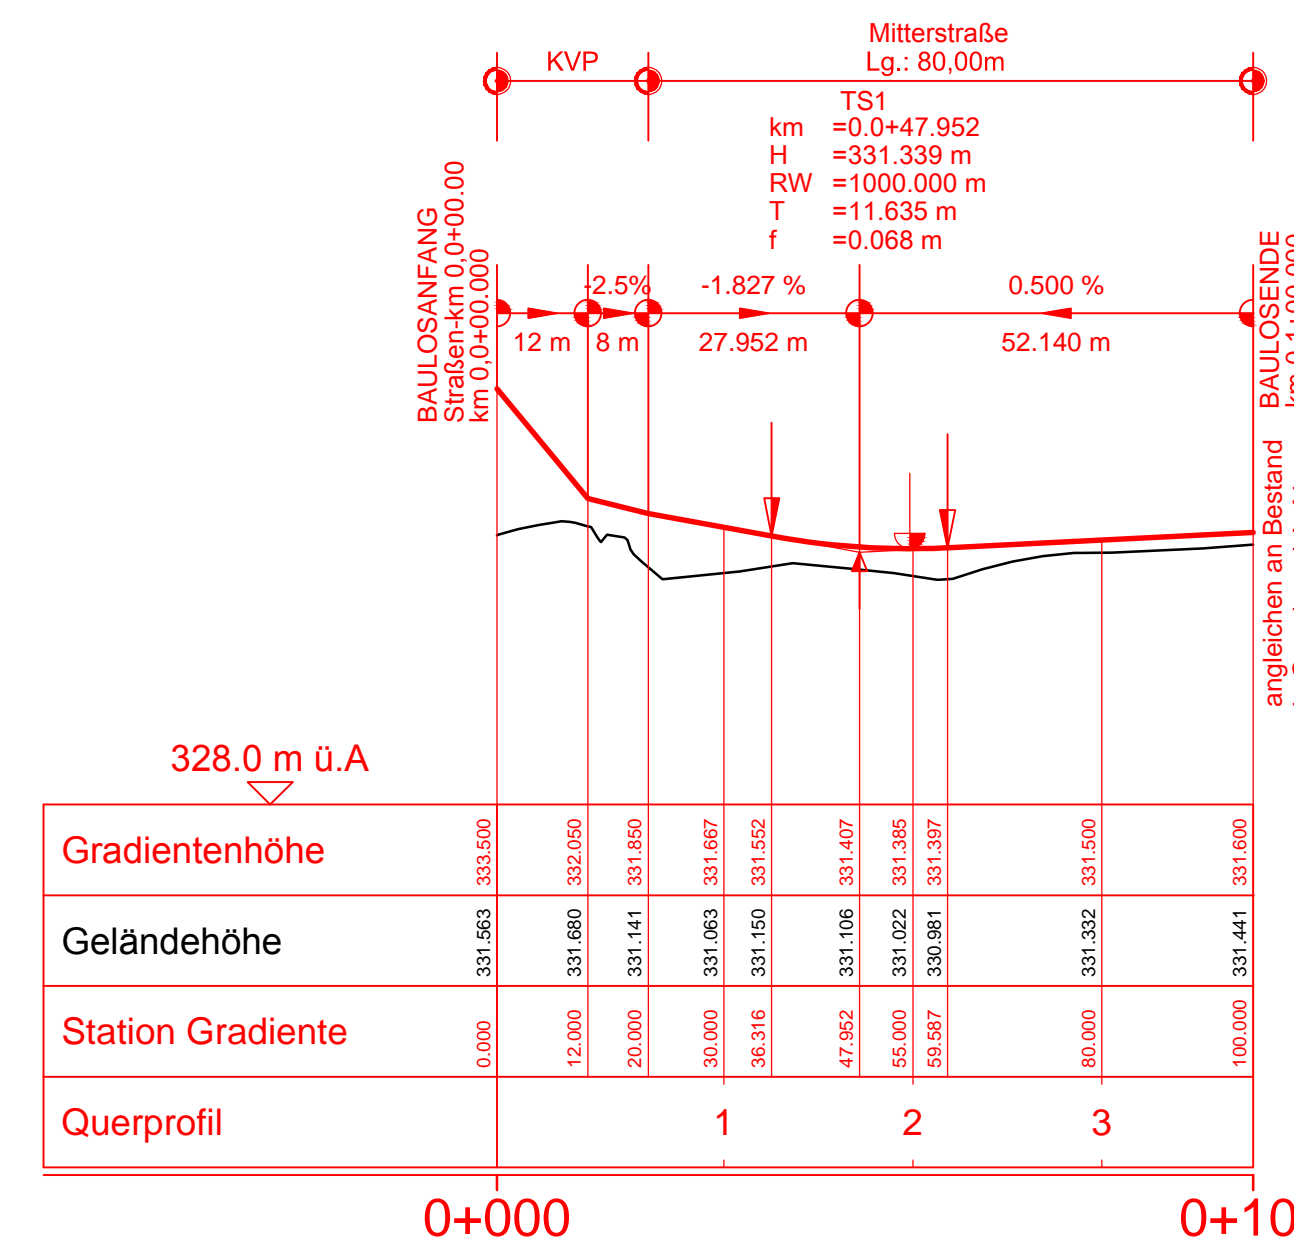 Mitterstraße
KVP
Lg.: 80,00m
TS1
km =0.0+47.952
H =331.339 m
RW =1000.000 m
T =11.635 m
f =0.068 m
BAULOSANFANG
Straßen-km 0,0+00.00
km 0,0+00.000
-2.5% -1.827 % 0.500 %
12 m 8 m 27.952 m 52.140 m
BAULOSENDE
angleichen an Bestand
328.0 m ü.A
Gradientenhöhe 333.500 332.050 331.850 331.667 331.552 331.407 331.385 331.397 331.500 331.600
Geländehöhe 331.563 331.680 331.141 331.063 331.150 331.106 331.022 330.981 331.332 331.441
Station Gradiente 0.000 12.000 20.000 30.000 36.316 47.952 55.000 59.587 80.000 100.000
Querprofil 1 2 3
0+000 0+10